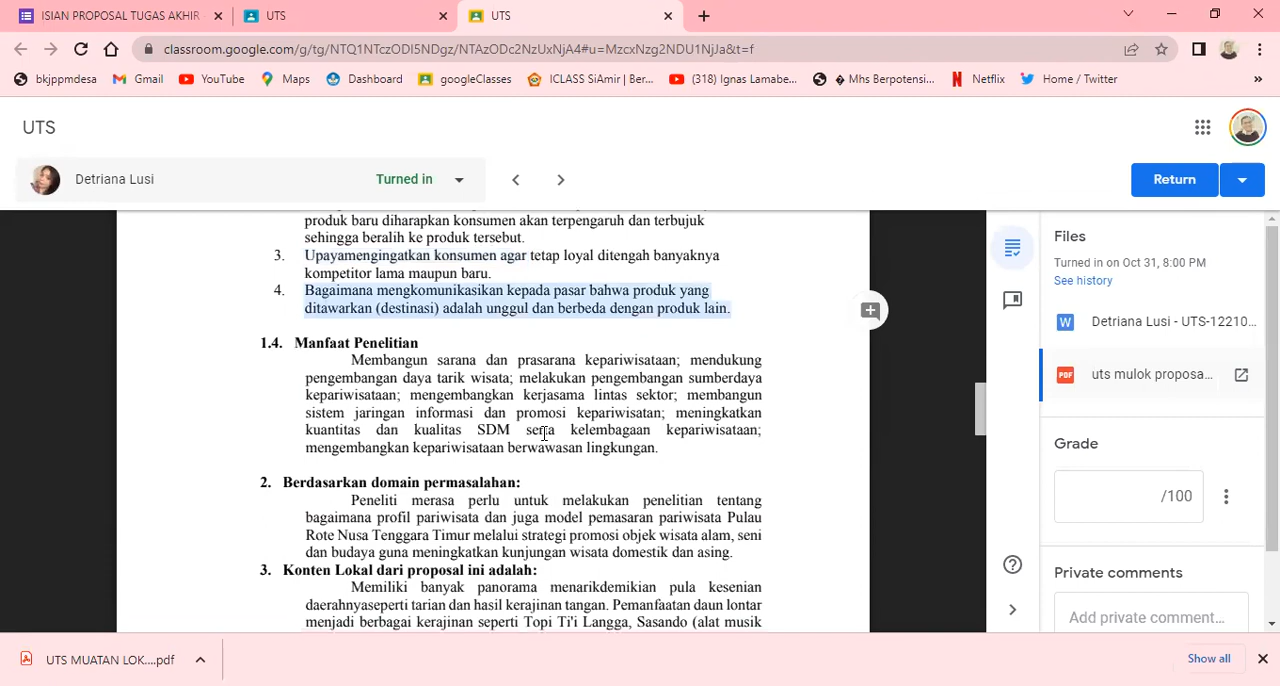 ISIAN PROPOSAL TUGAS AKHIR
UTS
UTS
classroom.google.com/g/tg/NTQ1NTczODI5NDgz/NTAzODc2NzUxNjA4#u=MzcxNzg2NDU1NjJa&t=f
bkjppmdesa
Gmail
YouTube
Maps
Dashboard
googleClasses
ICLASS SiAmir | Ber...
(318) Ignas Lamabe...
� Mhs Berpotensi...
Netflix
Home / Twitter
»
UTS
Detriana Lusi
Turned in
Return
produk baru diharapkan konsumen akan terpengaruh dan terbujuk
sehingga beralih ke produk tersebut.
3. Upayamengingatkan konsumen agar tetap loyal ditengah banyaknya
kompetitor lama maupun baru.
4. Bagaimana mengkomunikasikan kepada pasar bahwa produk yang
ditawarkan (destinasi) adalah unggul dan berbeda dengan produk lain.
1.4. Manfaat Penelitian
Membangun sarana dan prasarana kepariwisataan; mendukung
pengembangan daya tarik wisata; melakukan pengembangan sumberdaya
kepariwisataan; mengembangkan kerjasama lintas sektor; membangun
sistem jaringan informasi dan promosi kepariwisatan; meningkatkan
kuantitas dan kualitas SDM serta kelembagaan kepariwisataan;
mengembangkan kepariwisataan berwawasan lingkungan.
2. Berdasarkan domain permasalahan:
Peneliti merasa perlu untuk melakukan penelitian tentang
bagaimana profil pariwisata dan juga model pemasaran pariwisata Pulau
Rote Nusa Tenggara Timur melalui strategi promosi objek wisata alam, seni
dan budaya guna meningkatkan kunjungan wisata domestik dan asing.
3. Konten Lokal dari proposal ini adalah:
Memiliki banyak panorama menarikdemikian pula kesenian
daerahnyaseperti tarian dan hasil kerajinan tangan. Pemanfaatan daun lontar
menjadi berbagai kerajinan seperti Topi Ti'i Langga, Sasando (alat musik
Files
Turned in on Oct 31, 8:00 PM
See history
Detriana Lusi - UTS-12210...
PDF
uts mulok proposa...
Grade
/100
Private comments
Add private comment...
UTS MUATAN LOK....pdf
Show all